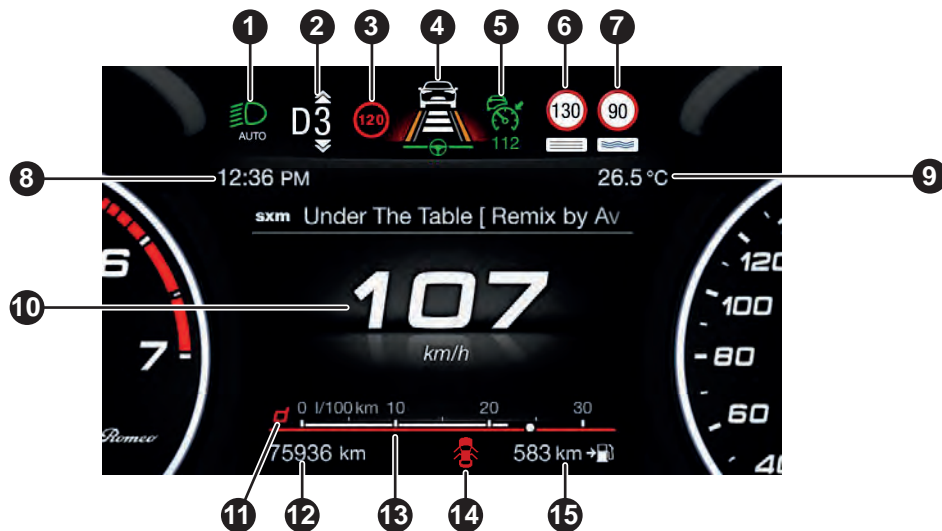 1 2 3 4 5 6 7
AUTO D3 120 112 130 90
8 12:36 PM 26.5 °C 9
sxm Under The Table [ Remix by Av
6 120
10 107 100
7 km/h 80
0 l/100km 10 20 30 60
Romeo
75936 km 583 km 40
11 12 13 14 15